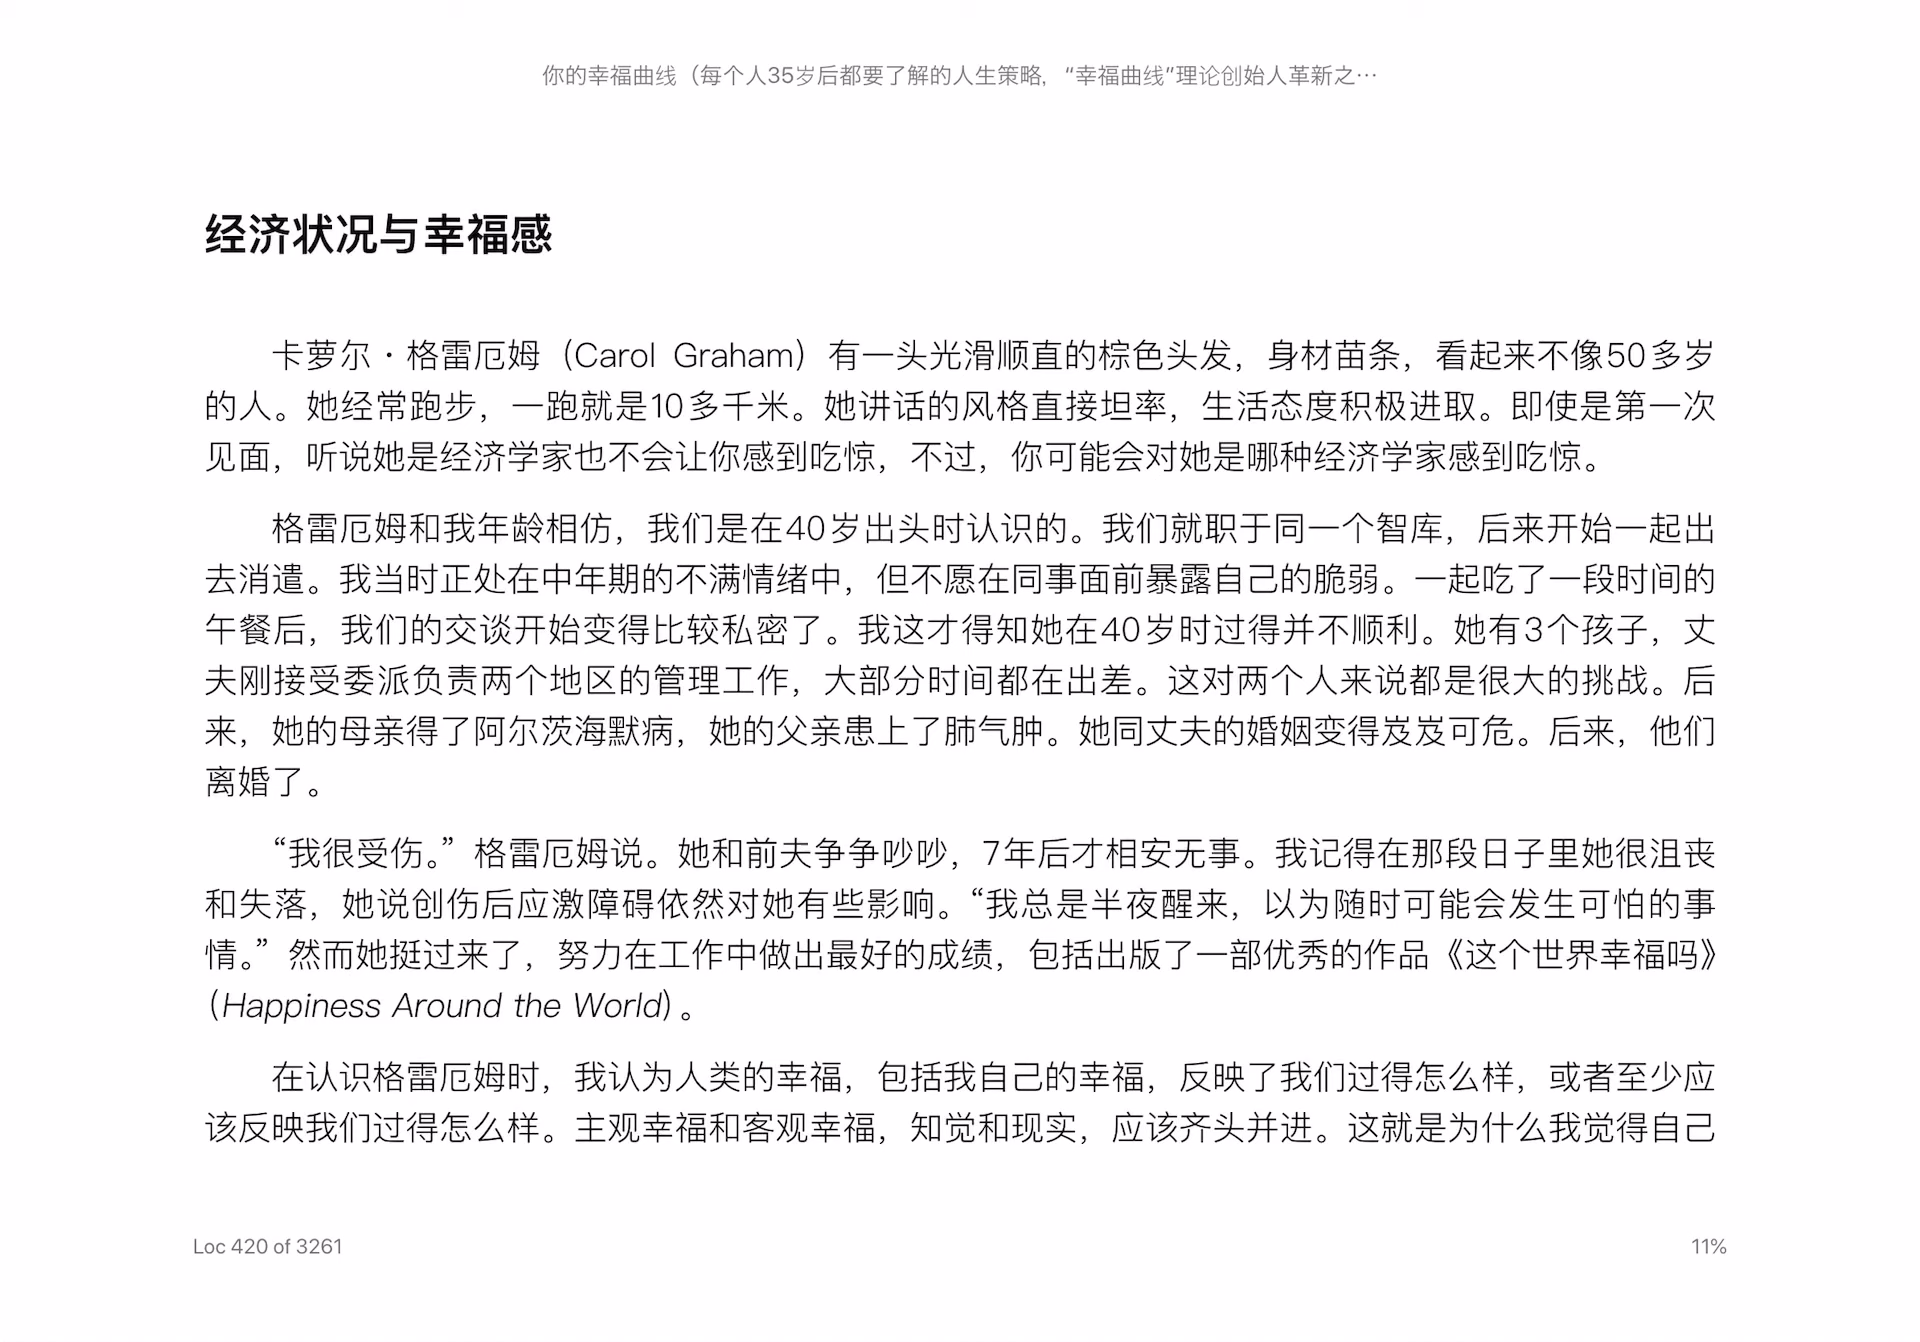 你的幸福曲线（每个人35岁后都要了解的人生策略，“幸福曲线”理论创始人革新之…
经济状况与幸福感
卡萝尔·格雷厄姆（Carol Graham）有一头光滑顺直的棕色头发，身材苗条，看起来不像50多岁
的人。她经常跑步，一跑就是10多千米。她讲话的风格直接坦率，生活态度积极进取。即使是第一次
见面，听说她是经济学家也不会让你感到吃惊，不过，你可能会对她是哪种经济学家感到吃惊。
格雷厄姆和我年龄相仿，我们是在40岁出头时认识的。我们就职于同一个智库，后来开始一起出
去消遣。我当时正处在中年期的不满情绪中，但不愿在同事面前暴露自己的脆弱。一起吃了一段时间的
午餐后，我们的交谈开始变得比较私密了。我这才得知她在40岁时过得并不顺利。她有3个孩子，丈
夫刚接受委派负责两个地区的管理工作，大部分时间都在出差。这对两个人来说都是很大的挑战。后
来，她的母亲得了阿尔茨海默病，她的父亲患上了肺气肿。她同丈夫的婚姻变得岌岌可危。后来，他们
离婚了。
“我很受伤。”格雷厄姆说。她和前夫争争吵吵，7年后才相安无事。我记得在那段日子里她很沮丧
和失落，她说创伤后应激障碍依然对她有些影响。“我总是半夜醒来，以为随时可能会发生可怕的事
情。”然而她挺过来了，努力在工作中做出最好的成绩，包括出版了一部优秀的作品《这个世界幸福吗》
（Happiness Around the World）。
在认识格雷厄姆时，我认为人类的幸福，包括我自己的幸福，反映了我们过得怎么样，或者至少应
该反映我们过得怎么样。主观幸福和客观幸福，知觉和现实，应该齐头并进。这就是为什么我觉得自己
Loc 420 of 3261
11%